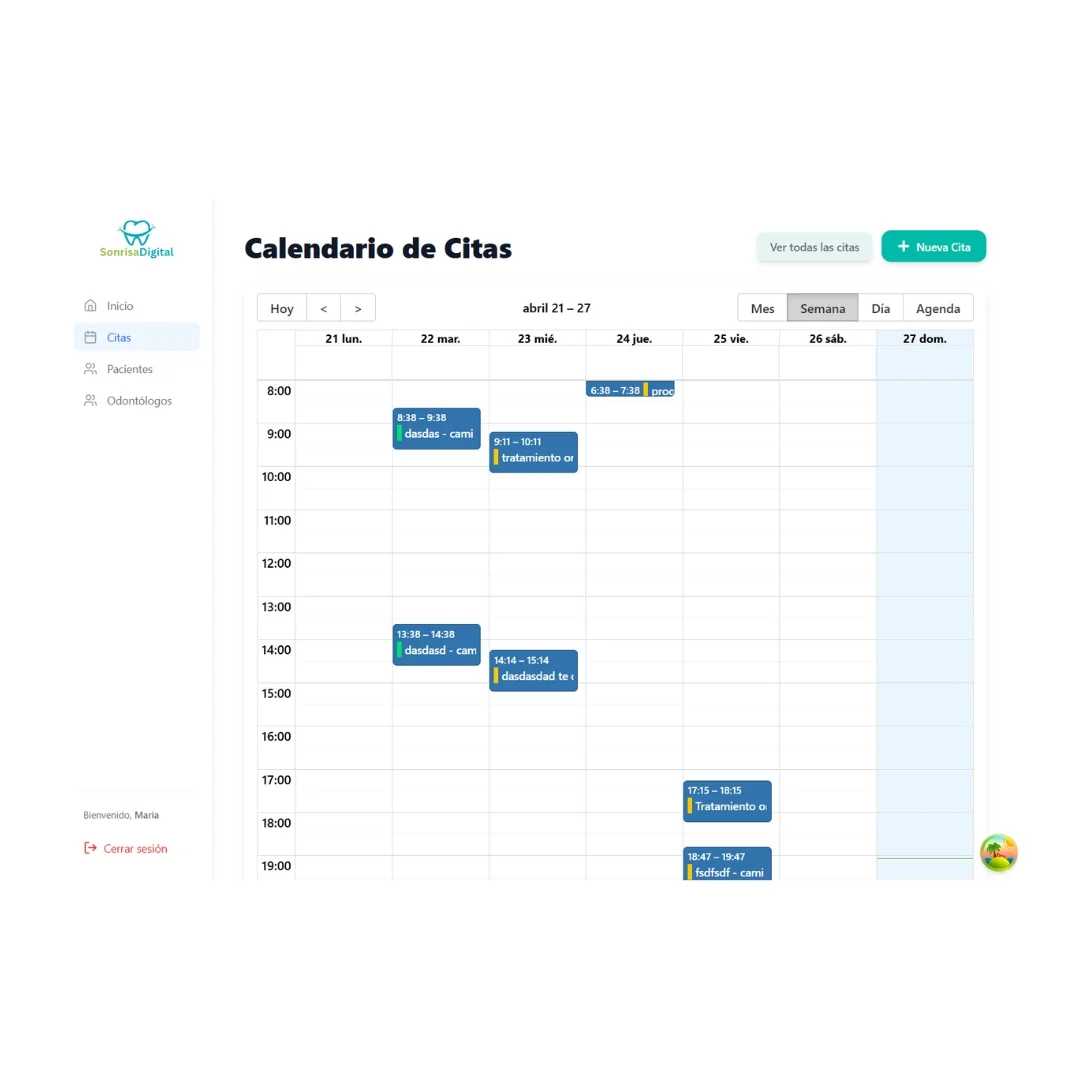 SonrisaDigital
Inicio
Citas
Pacientes
Odontólogos
Bienvenido, Maria
Cerrar sesión
Calendario de Citas
Ver todas las citas
+ Nueva Cita
Hoy < >
abril 21 – 27
Mes Semana Día Agenda
21 lun. 22 mar. 23 mié. 24 jue. 25 vie. 26 sáb. 27 dom.
8:00
6:38 – 7:38 proc
8:38 – 9:38
dasdas - cami
9:00
9:11 – 10:11
tratamiento or
10:00
11:00
12:00
13:00
13:38 – 14:38
dasdasd - cam
14:00
14:14 – 15:14
dasdasdad te
15:00
16:00
17:00
17:15 – 18:15
Tratamiento o
18:00
18:47 – 19:47
fsdfsdf - cami
19:00